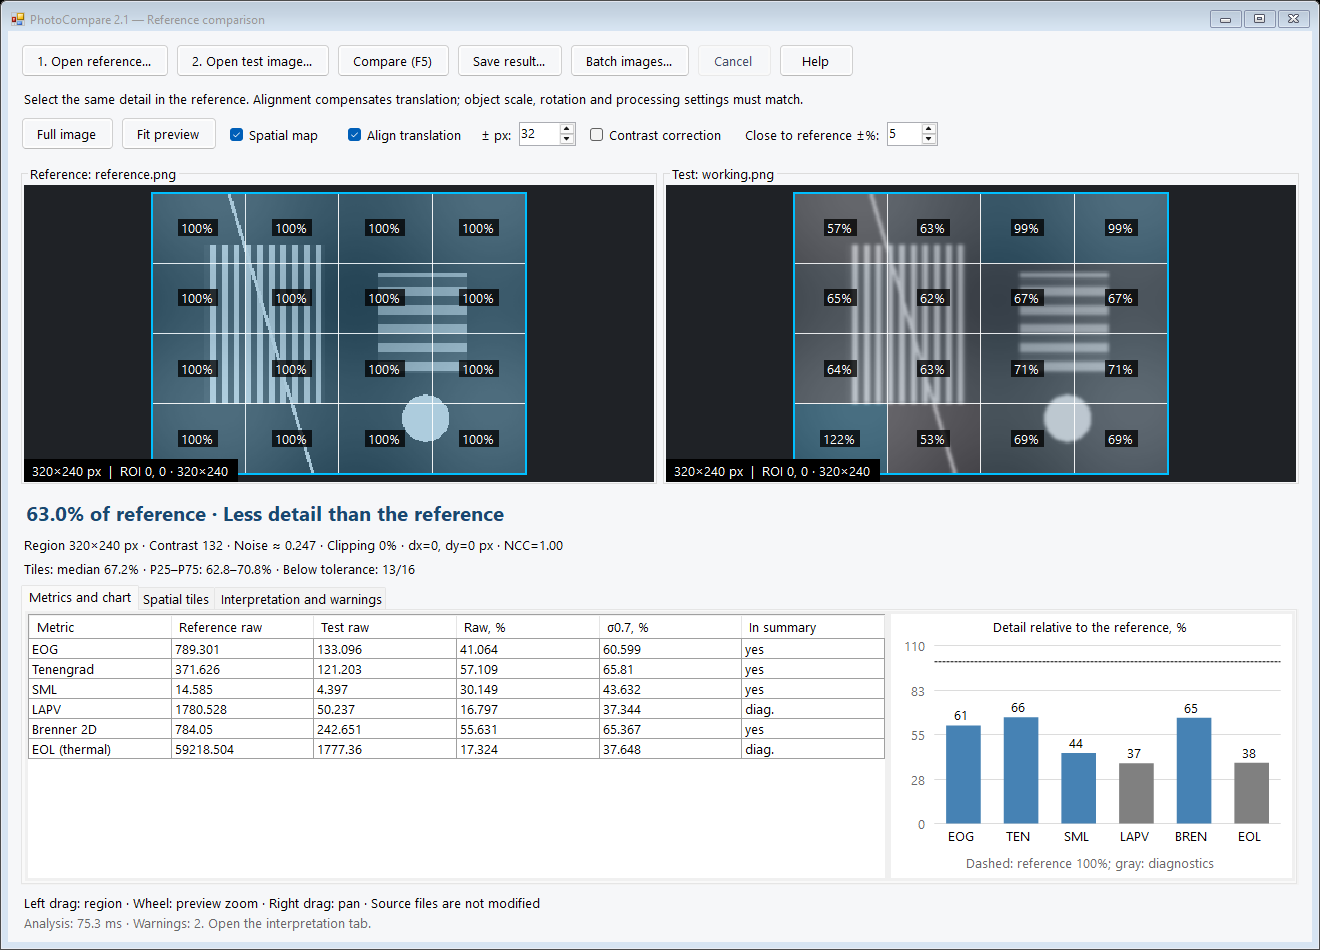 PhotoCompare 2.1 — Reference comparison
1. Open reference... 2. Open test image... Compare (F5) Save result... Batch images... Cancel Help
Select the same detail in the reference. Alignment compensates translation; object scale, rotation and processing settings must match.
Full image Fit preview Spatial map Align translation ± px: 32 Contrast correction Close to reference ±%: 5
Reference: reference.png
100% 100% 100% 100%
100% 100% 100% 100%
100% 100% 100% 100%
100% 100% 100% 100%
320×240 px | ROI 0, 0 · 320×240
Test: working.png
57% 63% 99% 99%
65% 62% 67% 67%
64% 63% 71% 71%
122% 53% 69% 69%
320×240 px | ROI 0, 0 · 320×240
63.0% of reference · Less detail than the reference
Region 320×240 px · Contrast 132 · Noise ≈ 0.247 · Clipping 0% · dx=0, dy=0 px · NCC=1.00
Tiles: median 67.2% · P25–P75: 62.8–70.8% · Below tolerance: 13/16
Metrics and chart Spatial tiles Interpretation and warnings
Metric Reference raw Test raw Raw, % σ0.7, % In summary
EOG 789.301 133.096 41.064 60.599 yes
Tenengrad 371.626 121.203 57.109 65.81 yes
SML 14.585 4.397 30.149 43.632 yes
LAPV 1780.528 50.237 16.797 37.344 diag.
Brenner 2D 784.05 242.651 55.631 65.367 yes
EOL (thermal) 59218.504 1777.36 17.324 37.648 diag.
Detail relative to the reference, %
110
83
55
28
0
61 66 44 37 65 38
EOG TEN SML LAPV BREN EOL
Dashed: reference 100%; gray: diagnostics
Left drag: region · Wheel: preview zoom · Right drag: pan · Source files are not modified
Analysis: 75.3 ms · Warnings: 2. Open the interpretation tab.